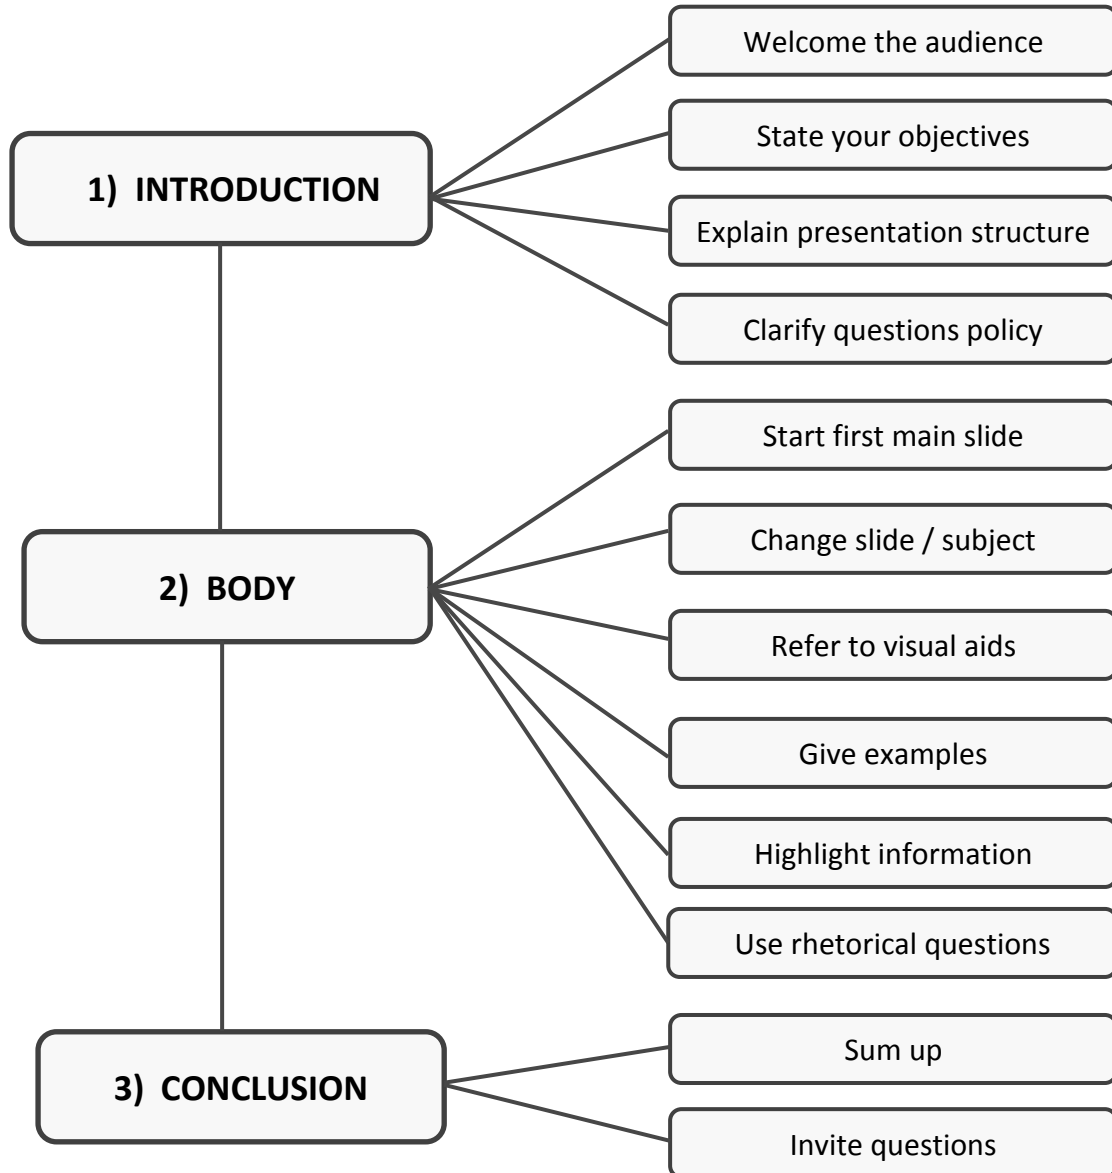 1) INTRODUCTION
Welcome the audience
State your objectives
Explain presentation structure
Clarify questions policy
2) BODY
Start first main slide
Change slide / subject
Refer to visual aids
Give examples
Highlight information
Use rhetorical questions
3) CONCLUSION
Sum up
Invite questions